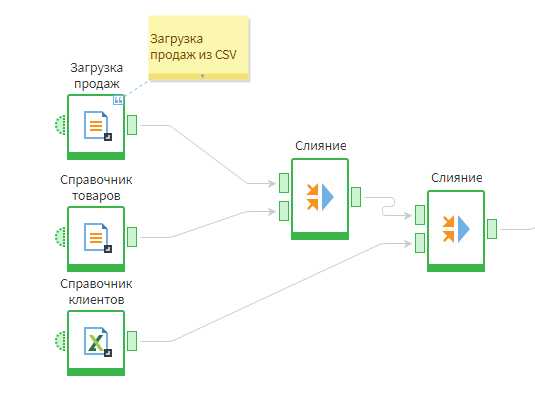 Загрузка
продаж из CSV
Загрузка
продаж
Слияние
Слияние
Справочник
товаров
Справочник
клиентов